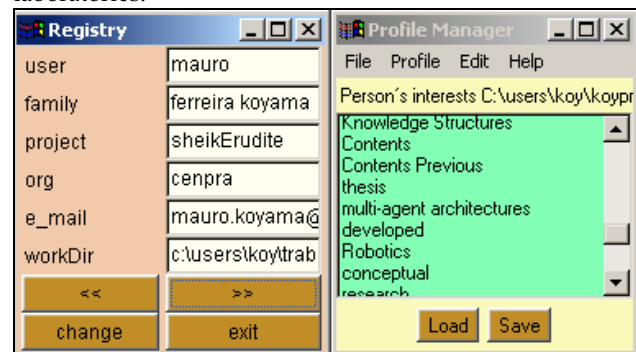 Registry
user mauro
family ferreira koyama
project sheikErudite
org cenpra
e_mail mauro.koyama@
workDir c:\users\koy\trab
<< >>
change exit
Profile Manager
File Profile Edit Help
Person´s interests C:\users\koy\koypr
Knowledge Structures
Contents
Contents Previous
thesis
multi-agent architectures
developed
Robotics
conceptual
research
Load Save